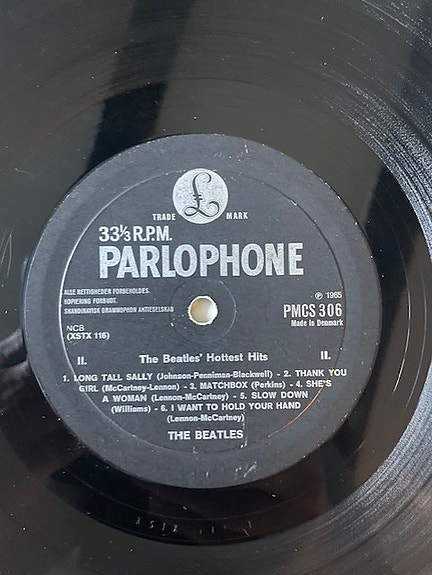 £
TRADE MARK
33⅓ R.P.M.
PARLOPHONE
ALLE RETTIGHEDER FORBEHOLDES.
KOPIERING FORBUDT.
SKANDINAVISK GRAMMOPHON AKTIESELSKAB
℗ 1965
PMCS 306
Made in Denmark
NCB
(XSTX 116)
II. The Beatles' Hottest Hits II.
1. LONG TALL SALLY (Johnson-Penniman-Blackwell) - 2. THANK YOU
GIRL (McCartney-Lennon) - 3. MATCHBOX (Perkins) - 4. SHE'S
A WOMAN (Lennon-McCartney) - 5. SLOW DOWN
(Williams) - 6. I WANT TO HOLD YOUR HAND
(Lennon-McCartney)
THE BEATLES